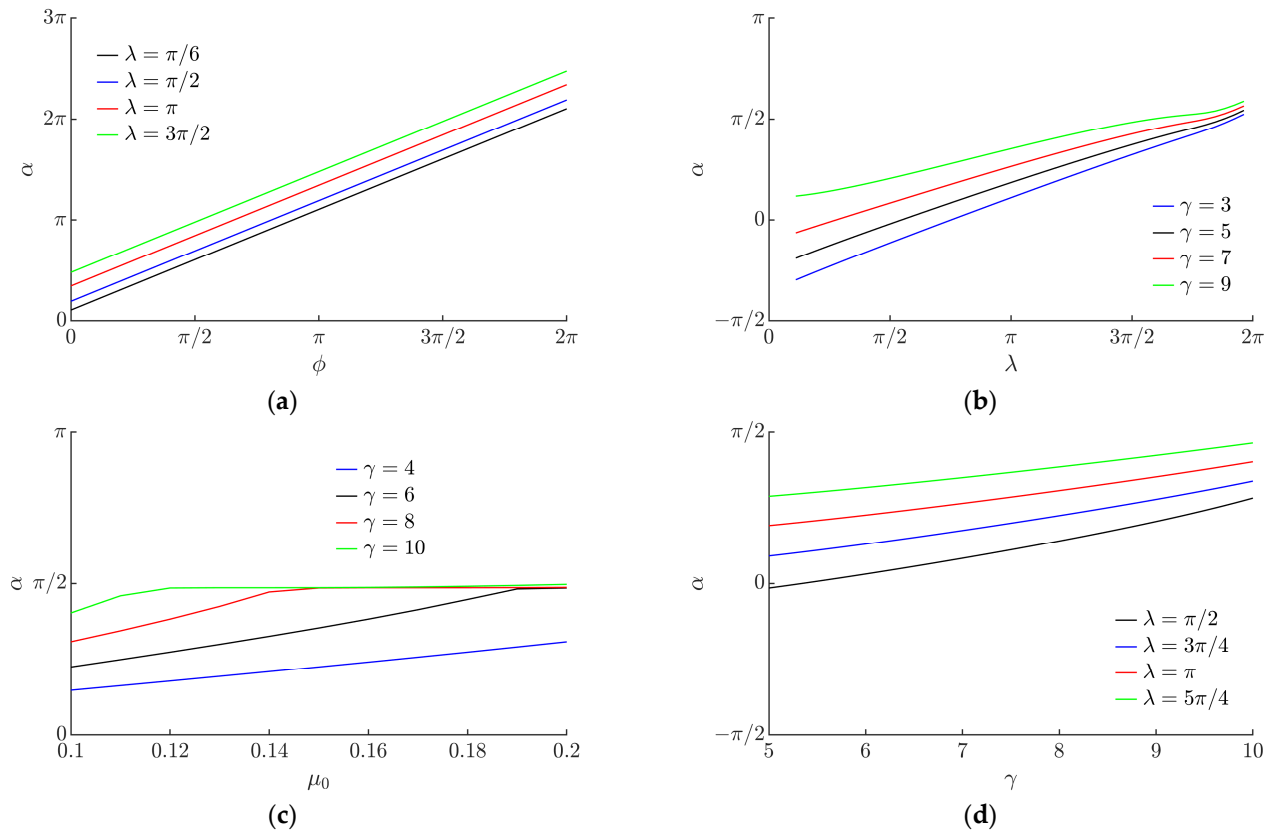 3π
2π
π
0
α
λ = π/6
λ = π/2
λ = π
λ = 3π/2
0 π/2 π 3π/2 2π
ϕ
(a)
π
π/2
0
−π/2
α
γ = 3
γ = 5
γ = 7
γ = 9
0 π/2 π 3π/2 2π
λ
(b)
π
π/2
0
α
γ = 4
γ = 6
γ = 8
γ = 10
0.1 0.12 0.14 0.16 0.18 0.2
μ₀
(c)
π/2
0
−π/2
α
λ = π/2
λ = 3π/4
λ = π
λ = 5π/4
5 6 7 8 9 10
γ
(d)